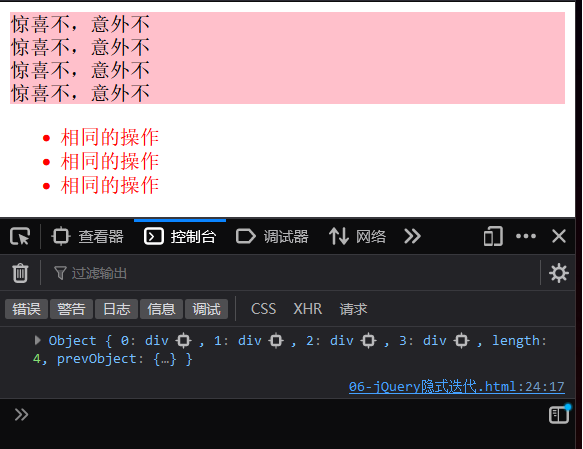 惊喜不，意外不
惊喜不，意外不
惊喜不，意外不
惊喜不，意外不
相同的操作
相同的操作
相同的操作
查看器 控制台 调试器 网络
过滤输出
错误 警告 日志 信息 调试 CSS XHR 请求
Object { 0: div , 1: div , 2: div , 3: div , length:
4, prevObject: {…} }
06-jQuery隐式迭代.html:24:17